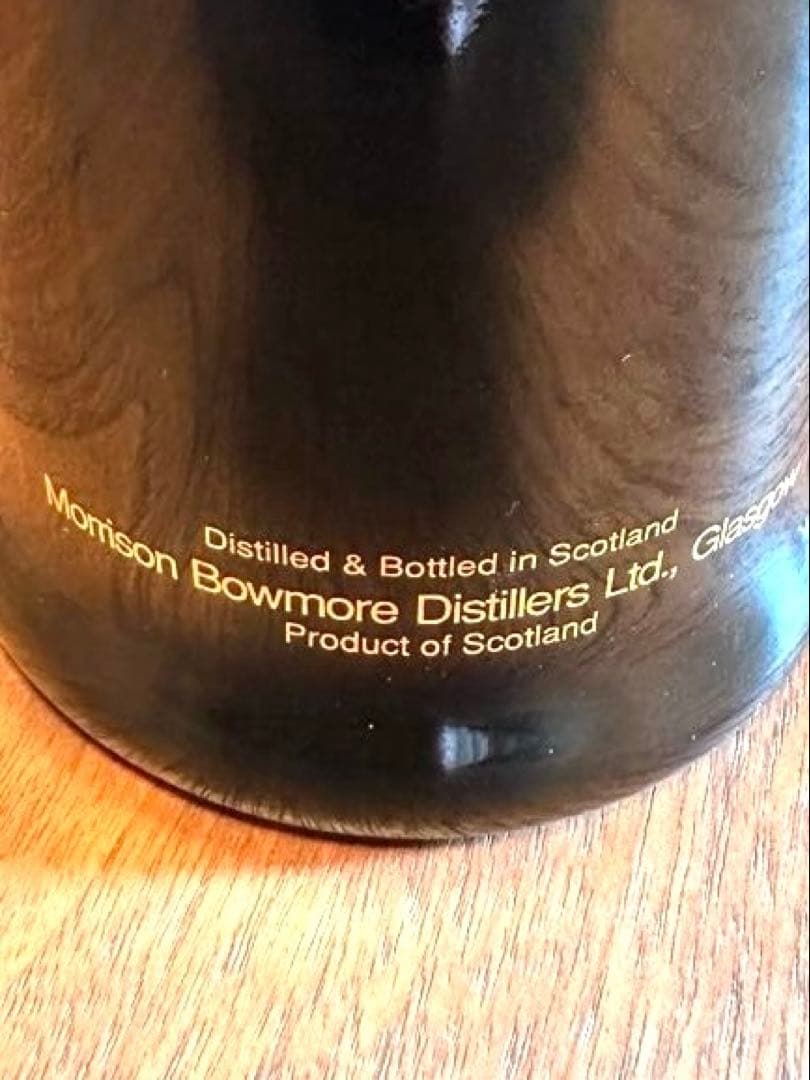 Distilled & Bottled in Scotland
Morrison Bowmore Distillers Ltd., Glasgow
Product of Scotland